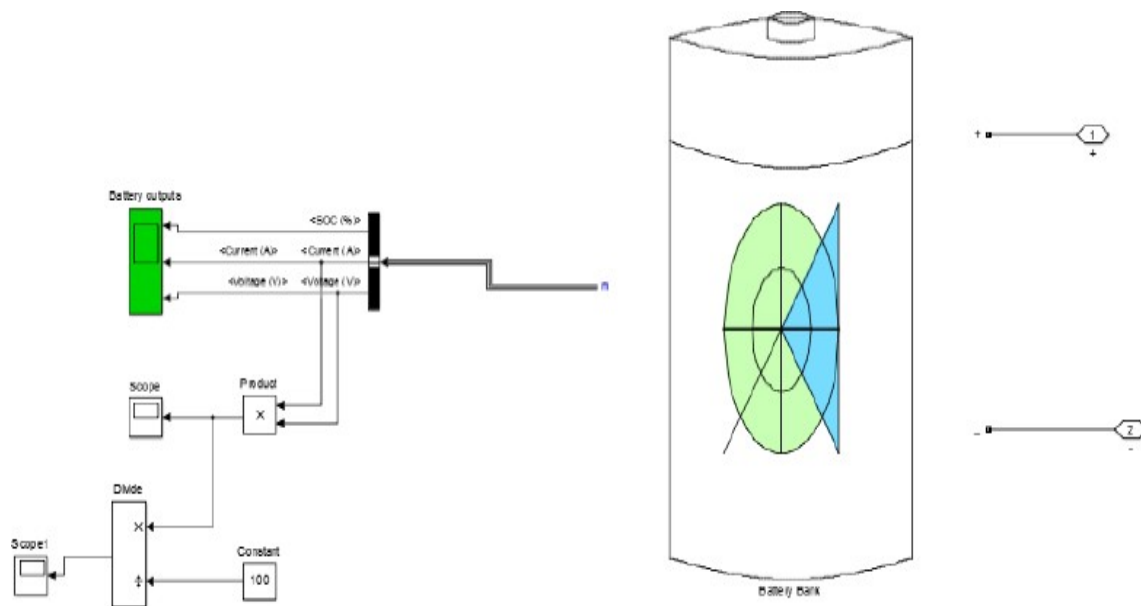 Battery outputs
<SOC (%)>
<Current (A)> <Current (A)>
<Voltage (V)> <Voltage (V)>
m
+ 1
+
Scope
Product
×
- 2
-
Divide
×
÷
Scope1
Constant
100
Battery Bank